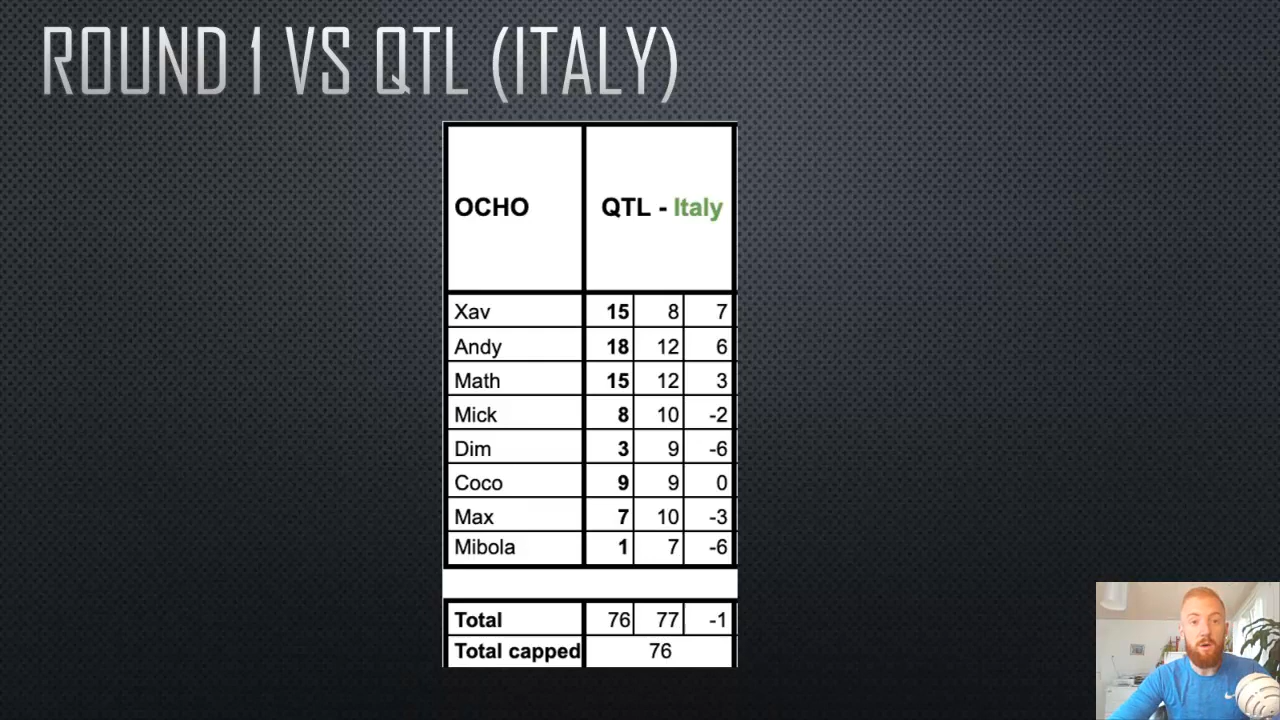 ROUND 1 VS QTL (ITALY)
OCHO QTL - Italy
Xav 15 8 7
Andy 18 12 6
Math 15 12 3
Mick 8 10 -2
Dim 3 9 -6
Coco 9 9 0
Max 7 10 -3
Mibola 1 7 -6
Total 76 77 -1
Total capped 76